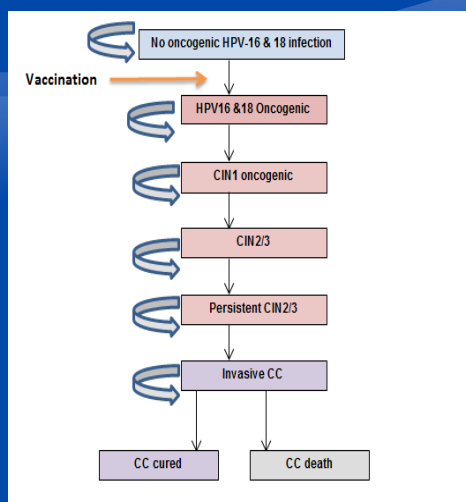 No oncogenic HPV-16 & 18 infection
Vaccination
HPV16 &18 Oncogenic
CIN1 oncogenic
CIN2/3
Persistent CIN2/3
Invasive CC
CC cured
CC death